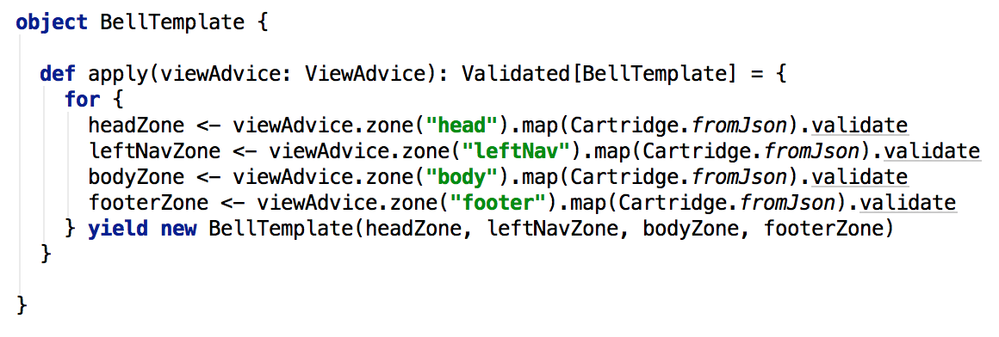 object BellTemplate {
def apply(viewAdvice: ViewAdvice): Validated[BellTemplate] = {
for {
headZone <- viewAdvice.zone("head").map(Cartridge.fromJson).validate
leftNavZone <- viewAdvice.zone("leftNav").map(Cartridge.fromJson).validate
bodyZone <- viewAdvice.zone("body").map(Cartridge.fromJson).validate
footerZone <- viewAdvice.zone("footer").map(Cartridge.fromJson).validate
} yield new BellTemplate(headZone, leftNavZone, bodyZone, footerZone)
}
}